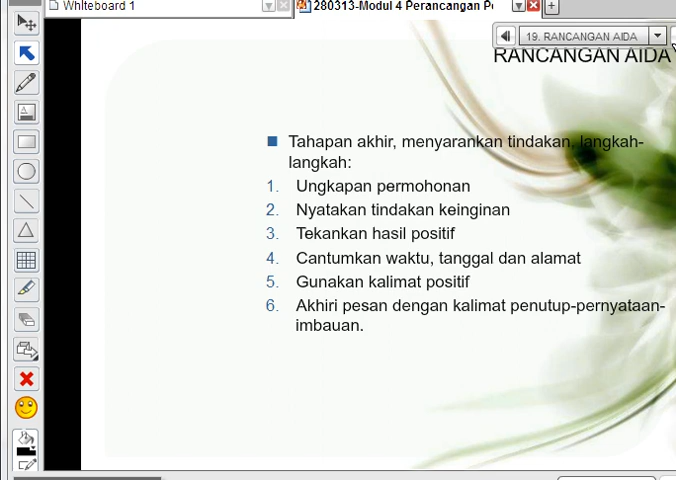 Whiteboard 1
280313-Modul 4 Perancangan P
19. RANCANGAN AIDA
RANCANGAN AIDA
Tahapan akhir, menyarankan tindakan, langkah-
langkah:
1. Ungkapan permohonan
2. Nyatakan tindakan keinginan
3. Tekankan hasil positif
4. Cantumkan waktu, tanggal dan alamat
5. Gunakan kalimat positif
6. Akhiri pesan dengan kalimat penutup-pernyataan-
imbauan.